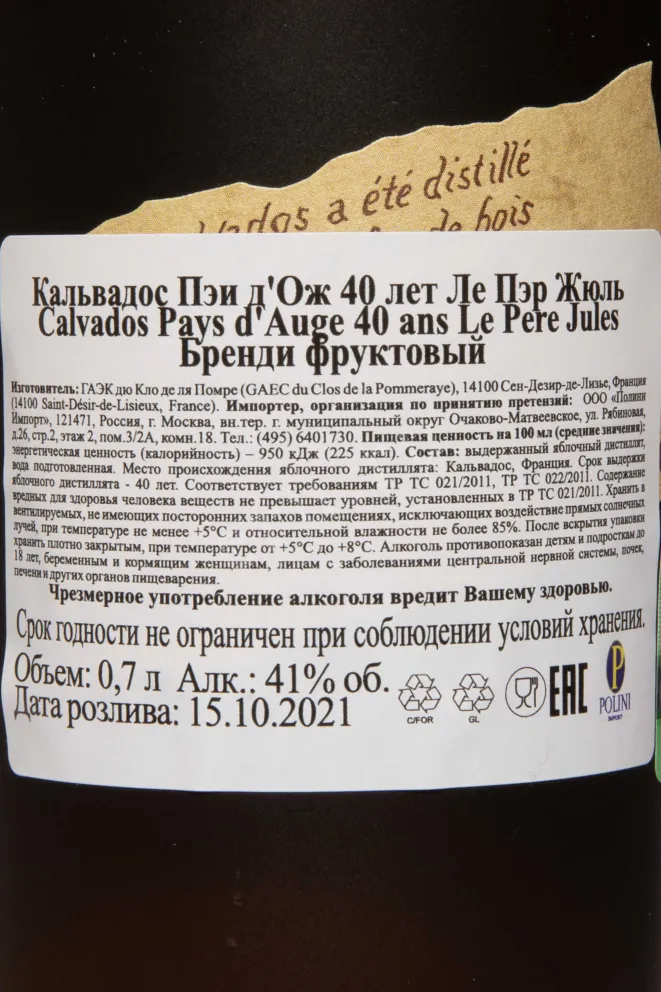 a été distillé
de bois
Кальвадос Пэи д'Ож 40 лет Ле Пэр Жюль
Calvados Pays d'Auge 40 ans Le Pere Jules
Бренди фруктовый
Изготовитель: ГАЭК дю Кло де ля Помре (GAEC du Clos de la Pommeraye), 14100 Сен-Дезир-де-Лизье, Франция
(14100 Saint-Désir-de-Lisieux, France). Импортер, организация по принятию претензий: ООО «Полини
Импорт», 121471, Россия, г. Москва, вн.тер. г. муниципальный округ Очаково-Матвеевское, ул. Рябиновая,
д.26, стр.2, этаж 2, пом.3/2А, комн.18. Тел.: (495) 6401730. Пищевая ценность на 100 мл (средние значения):
энергетическая ценность (калорийность) – 950 кДж (225 ккал). Состав: выдержанный яблочный дистиллят,
вода подготовленная. Место происхождения яблочного дистиллята: Кальвадос, Франция. Срок выдержки
яблочного дистиллята - 40 лет. Соответствует требованиям ТР ТС 021/2011, ТР ТС 022/2011. Содержание
вредных для здоровья человека веществ не превышает уровней, установленных в ТР ТС 021/2011. Хранить в
вентилируемых, не имеющих посторонних запахов помещениях, исключающих воздействие прямых солнечных
лучей, при температуре не менее +5°С и относительной влажности не более 85%. После вскрытия упаковки
хранить плотно закрытым, при температуре от +5°С до +8°С. Алкоголь противопоказан детям и подросткам до
18 лет, беременным и кормящим женщинам, лицам с заболеваниями центральной нервной системы, почек,
печени и других органов пищеварения.
Чрезмерное употребление алкоголя вредит Вашему здоровью.
Срок годности не ограничен при соблюдении условий хранения.
Объем: 0,7 л Алк.: 41% об.
Дата розлива: 15.10.2021
C/FOR GL EAC P POLINI IMPORT